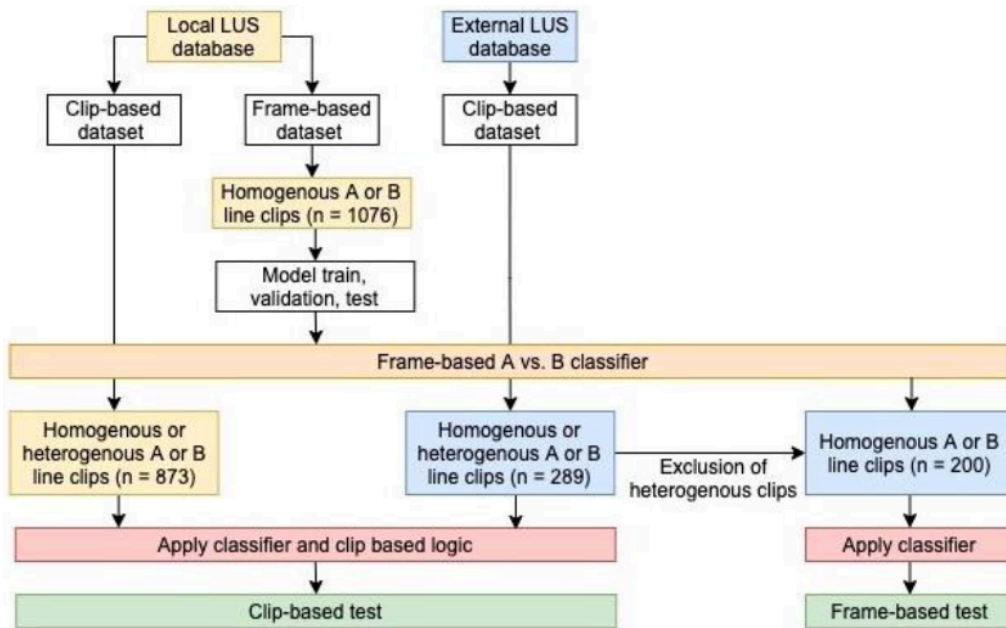 Local LUS
database
External LUS
database
Clip-based
dataset
Frame-based
dataset
Clip-based
dataset
Homogenous A or B
line clips (n = 1076)
Model train,
validation, test
Frame-based A vs. B classifier
Homogenous or
heterogenous A or B
line clips (n = 873)
Homogenous or
heterogenous A or B
line clips (n = 289)
Exclusion of
heterogenous clips
Homogenous A or B
line clips (n = 200)
Apply classifier and clip based logic
Apply classifier
Clip-based test
Frame-based test